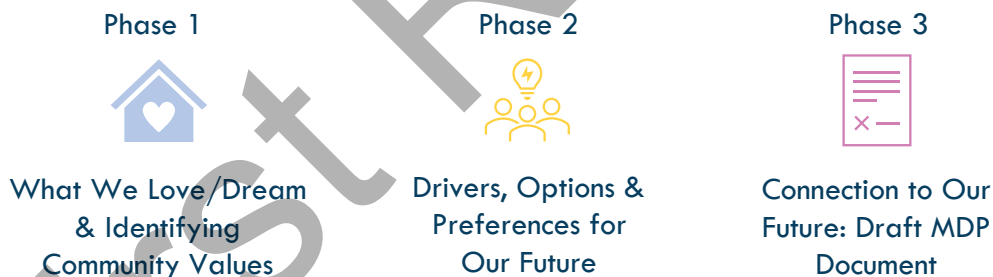 Phase 1
What We Love/Dream
& Identifying
Community Values
Phase 2
Drivers, Options &
Preferences for
Our Future
Phase 3
Connection to Our
Future: Draft MDP
Document